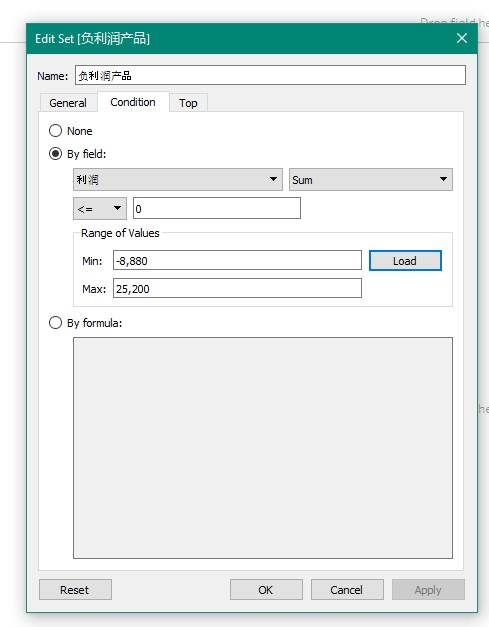 Drop field he
Edit Set [负利润产品]
Name: 负利润产品
General Condition Top
None
By field:
利润 Sum
<= 0
Range of Values
Min: -8,880 Load
Max: 25,200
By formula:
he
Reset OK Cancel Apply